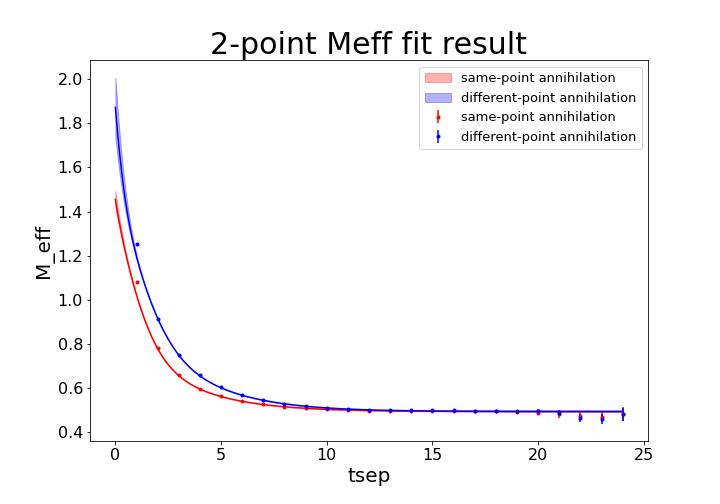 2-point Meff fit result
same-point annihilation
different-point annihilation
same-point annihilation
different-point annihilation
M_eff
2.0
1.8
1.6
1.4
1.2
1.0
0.8
0.6
0.4
0 5 10 15 20 25
tsep